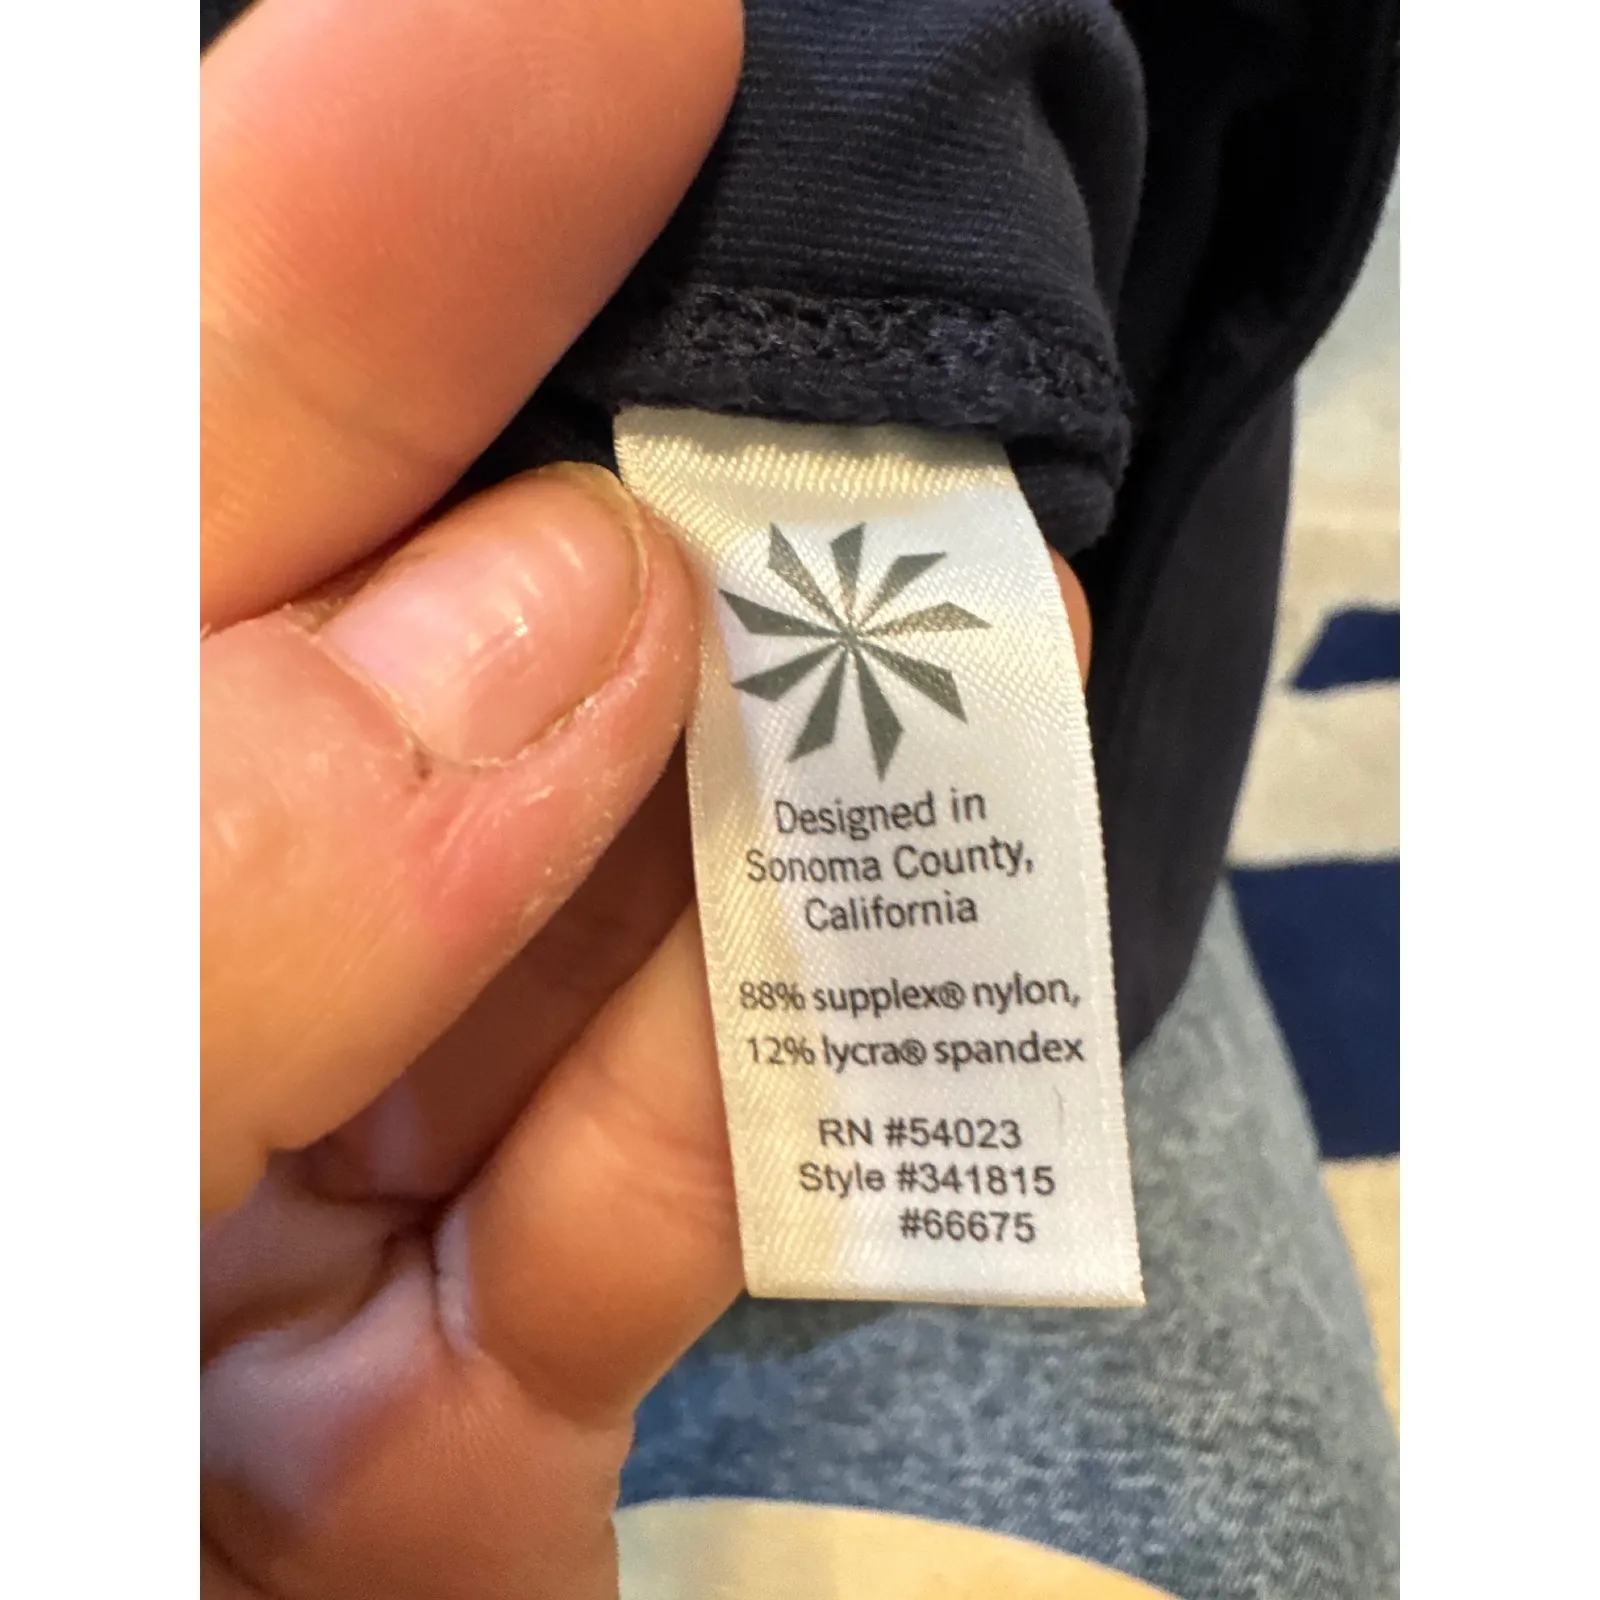 Designed in
Sonoma County,
California
88% supplex® nylon,
12% lycra® spandex
RN #54023
Style #341815
#66675